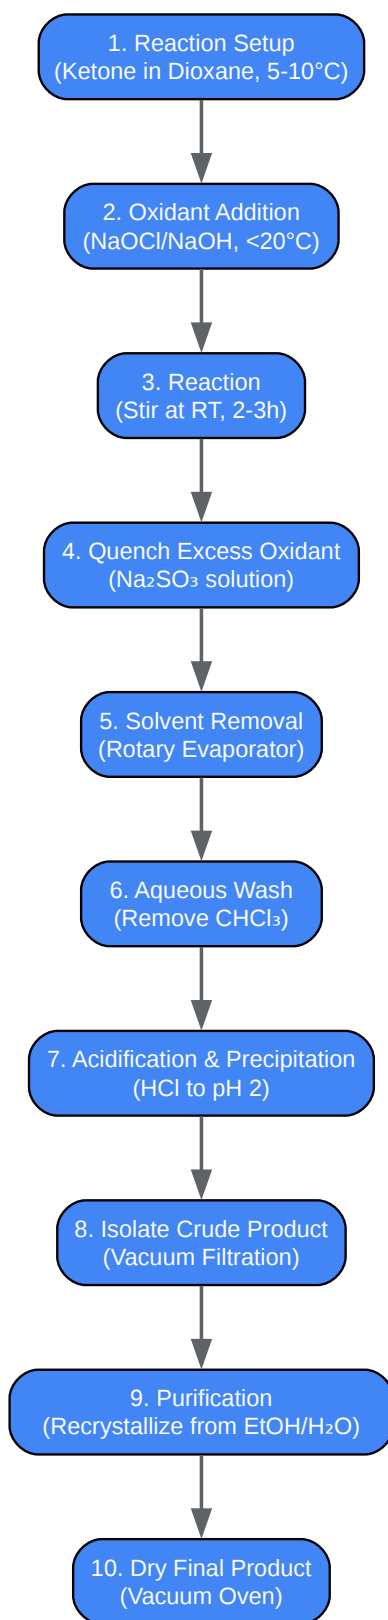 1. Reaction Setup
(Ketone in Dioxane, 5-10°C)
2. Oxidant Addition
(NaOCl/NaOH, <20°C)
3. Reaction
(Stir at RT, 2-3h)
4. Quench Excess Oxidant
(Na₂SO₃ solution)
5. Solvent Removal
(Rotary Evaporator)
6. Aqueous Wash
(Remove CHCl₃)
7. Acidification & Precipitation
(HCl to pH 2)
8. Isolate Crude Product
(Vacuum Filtration)
9. Purification
(Recrystallize from EtOH/H₂O)
10. Dry Final Product
(Vacuum Oven)